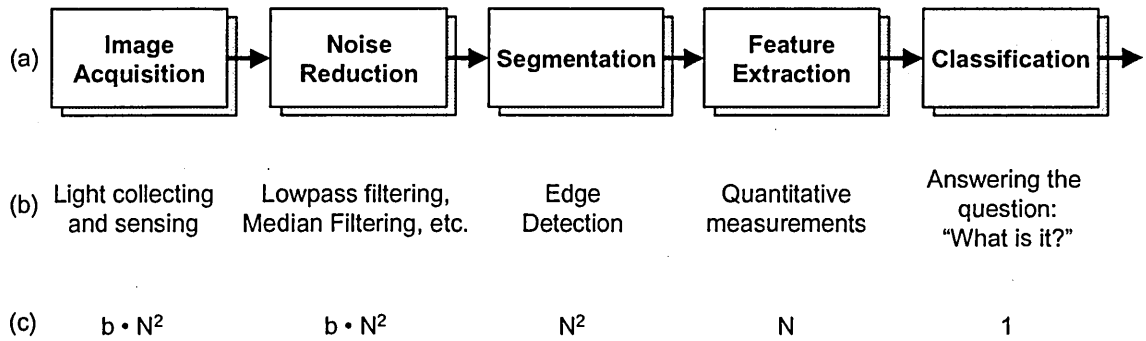 (a)
Image
Acquisition
Noise
Reduction
Segmentation
Feature
Extraction
Classification
(b)
Light collecting
and sensing
Lowpass filtering,
Median Filtering, etc.
Edge
Detection
Quantitative
measurements
Answering the
question:
“What is it?”
(c)
b • N²
b • N²
N²
N
1